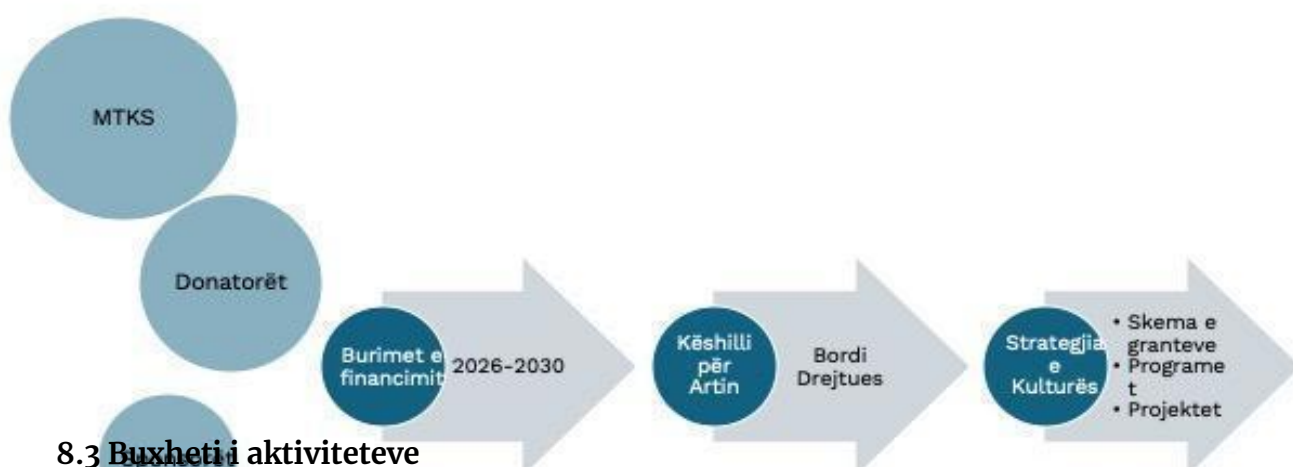 MTKS
Donatorët
Burimet e
financimit
2026-2030
Këshilli
për
Artin
Bordi
Drejtues
Strategjia
e
Kulturës
• Skema e
granteve
• Programe
t
• Projektet
8.3 Buxheti i aktiviteteve